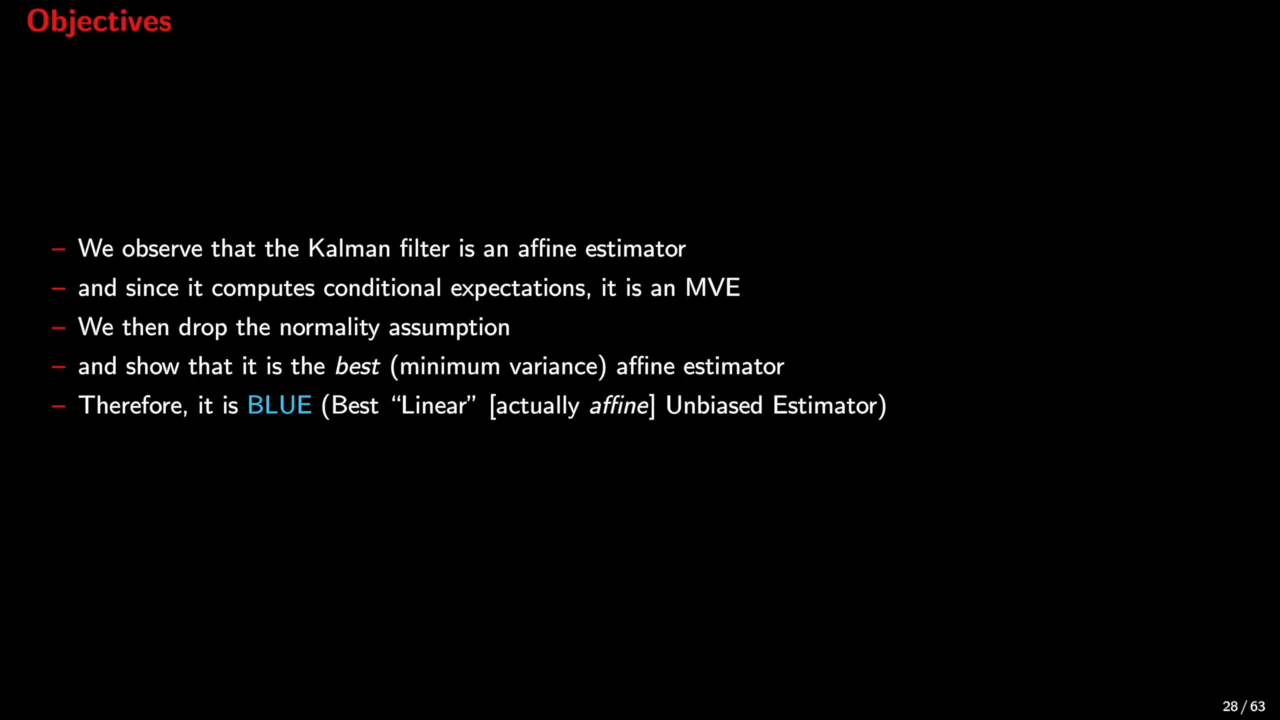 Objectives
– We observe that the Kalman filter is an affine estimator
– and since it computes conditional expectations, it is an MVE
– We then drop the normality assumption
– and show that it is the best (minimum variance) affine estimator
– Therefore, it is BLUE (Best “Linear” [actually affine] Unbiased Estimator)
28 / 63